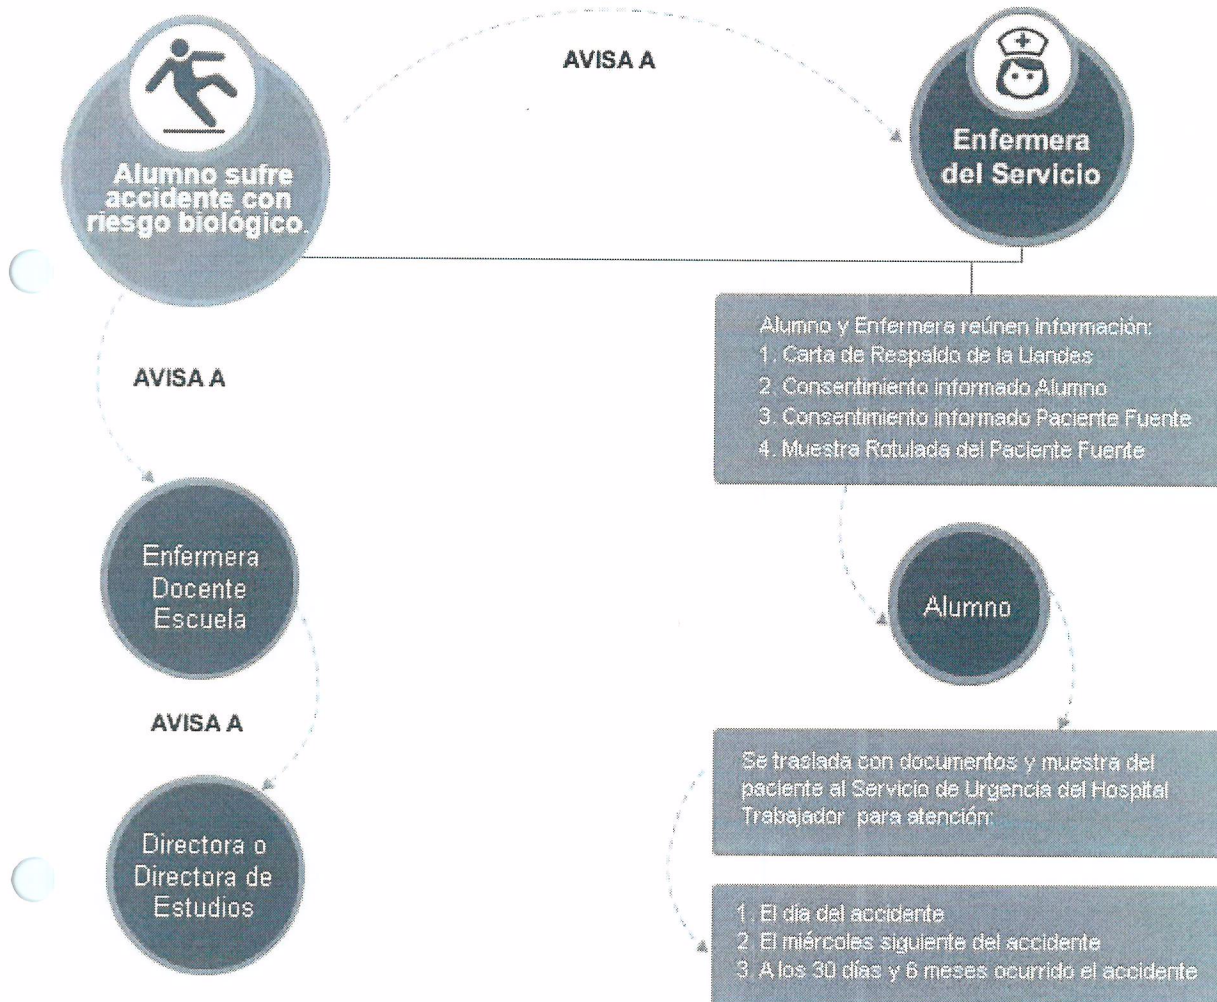 AVISA A
Alumno sufre
accidente con
riesgo biológico.
Enfermera
del Servicio
Alumno y Enfermera reúnen información:
1. Carta de Respaldo de la Uandes
2. Consentimiento informado Alumno
3. Consentimiento informado Paciente Fuente
4. Muestra Rotulada del Paciente Fuente
AVISA A
Enfermera
Docente
Escuela
Alumno
AVISA A
Se traslada con documentos y muestra del
paciente al Servicio de Urgencia del Hospital
Trabajador para atención:
Directora o
Directora de
Estudios
1. El día del accidente
2. El miércoles siguiente del accidente
3. A los 30 días y 6 meses ocurrido el accidente